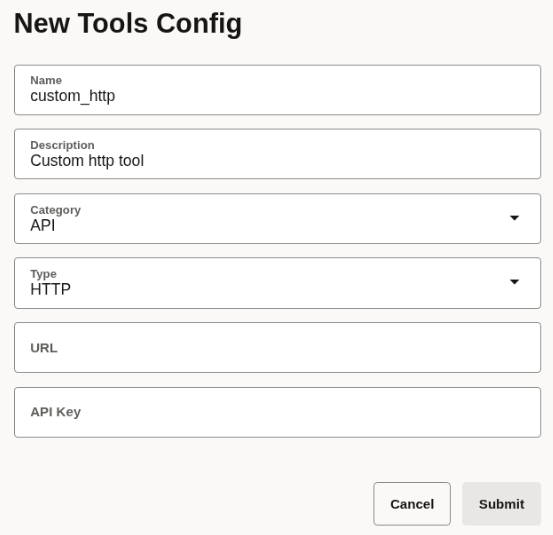 New Tools Config
Name
custom_http
Description
Custom http tool
Category
API
Type
HTTP
URL
API Key
Cancel
Submit